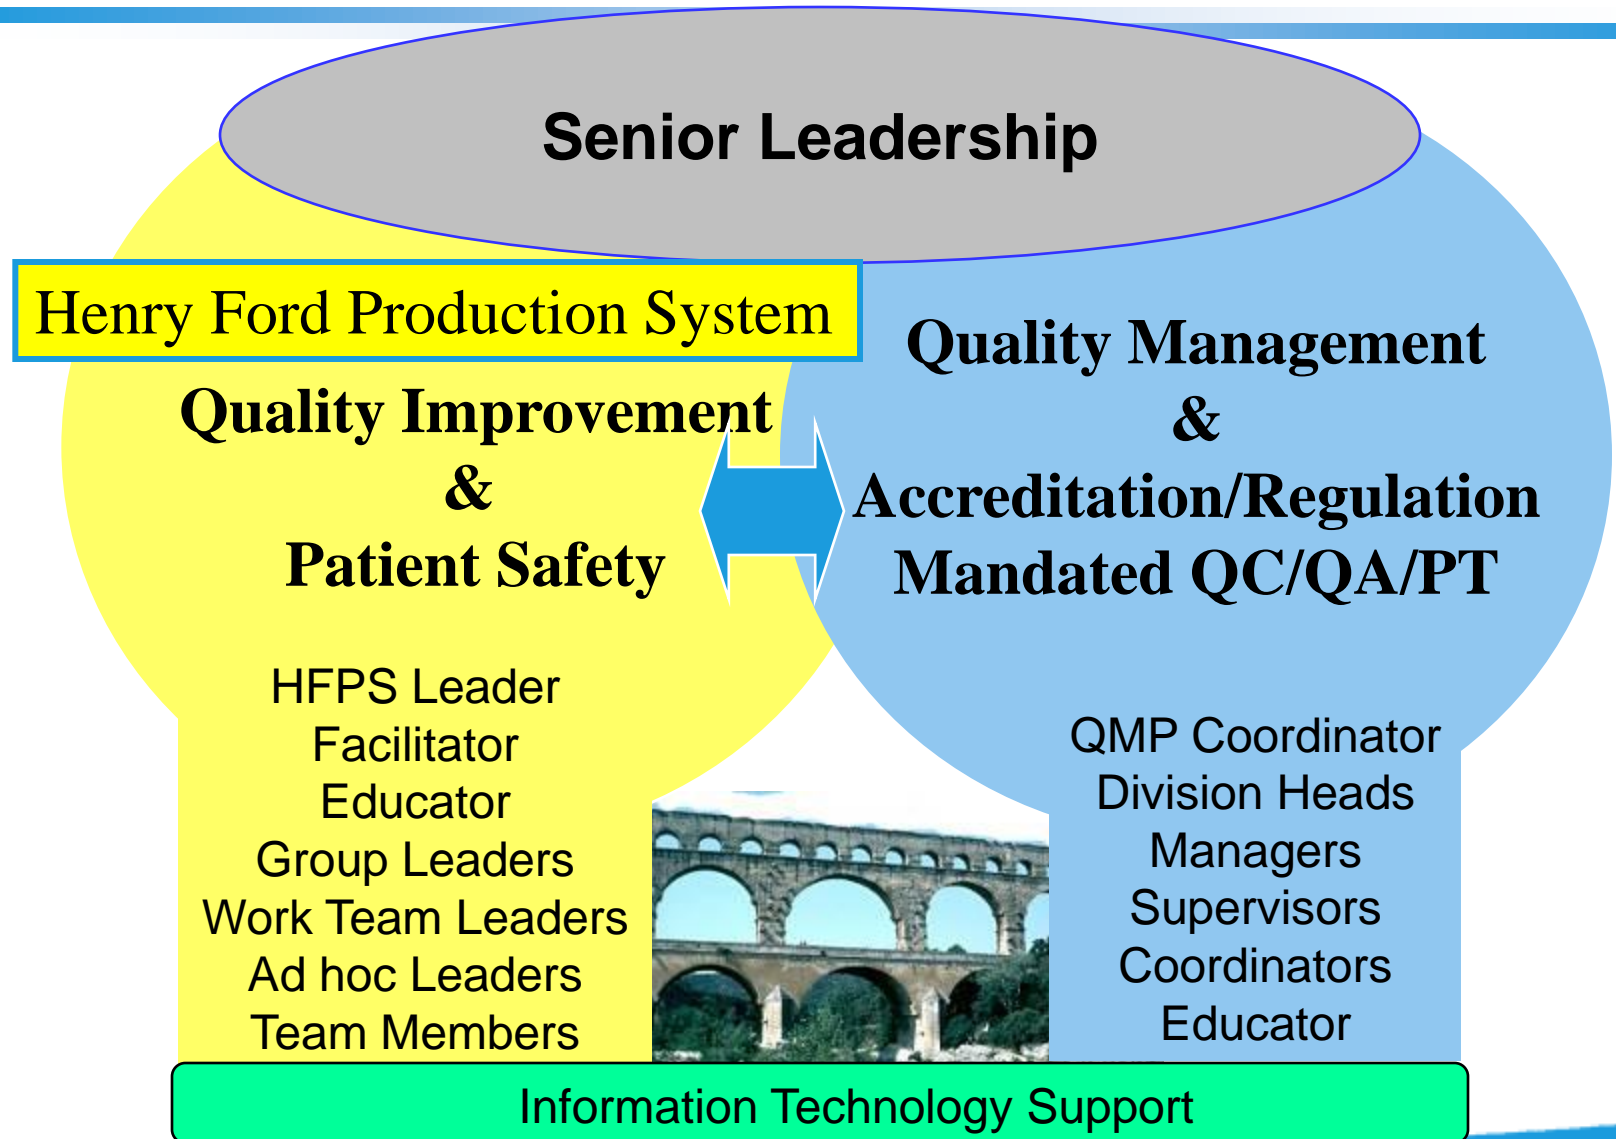 Senior Leadership
Henry Ford Production System
Quality Improvement
&
Patient Safety
HFPS Leader
Facilitator
Educator
Group Leaders
Work Team Leaders
Ad hoc Leaders
Team Members
Quality Management
&
Accreditation/Regulation
Mandated QC/QA/PT
QMP Coordinator
Division Heads
Managers
Supervisors
Coordinators
Educator
Information Technology Support